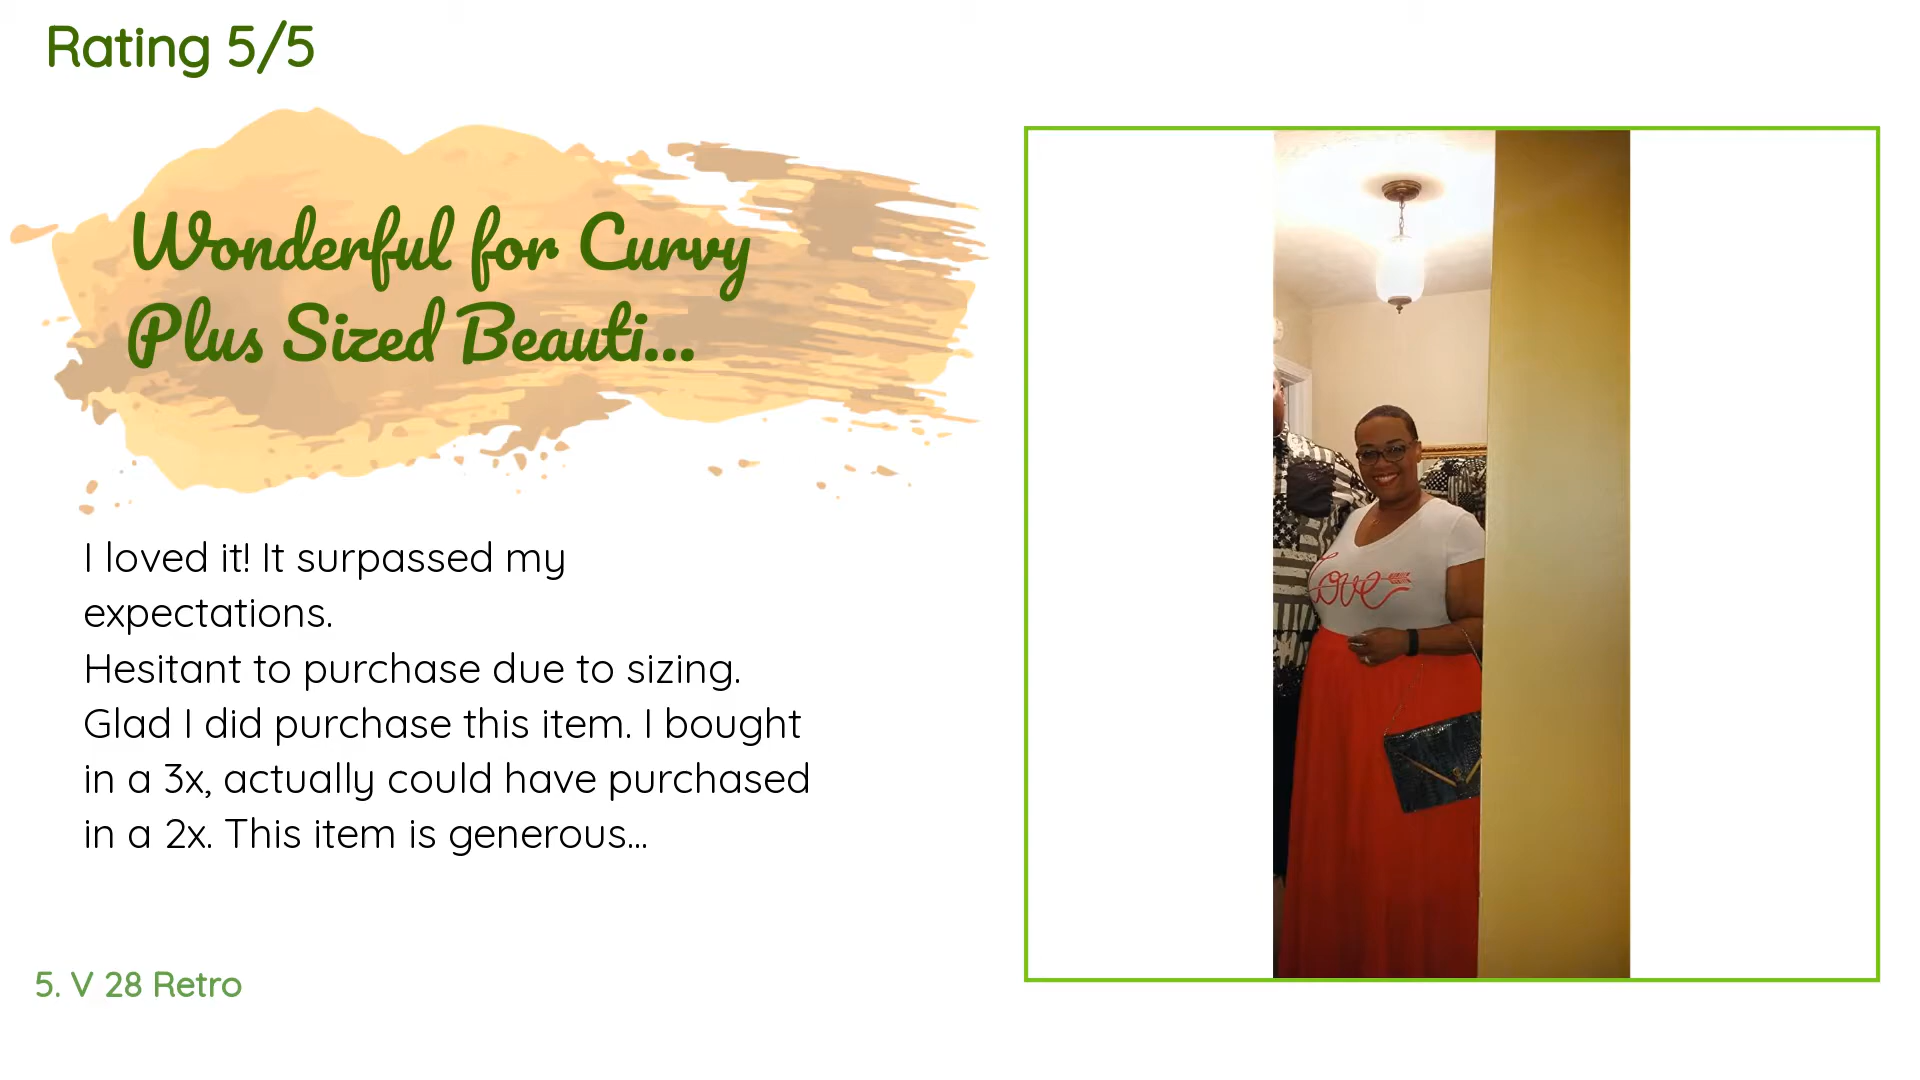 Rating 5/5
Wonderful for Curvy
Plus Sized Beauti...
I loved it! It surpassed my
expectations.
Hesitant to purchase due to sizing.
Glad I did purchase this item. I bought
in a 3x, actually could have purchased
in a 2x. This item is generous...
Love
5. V 28 Retro